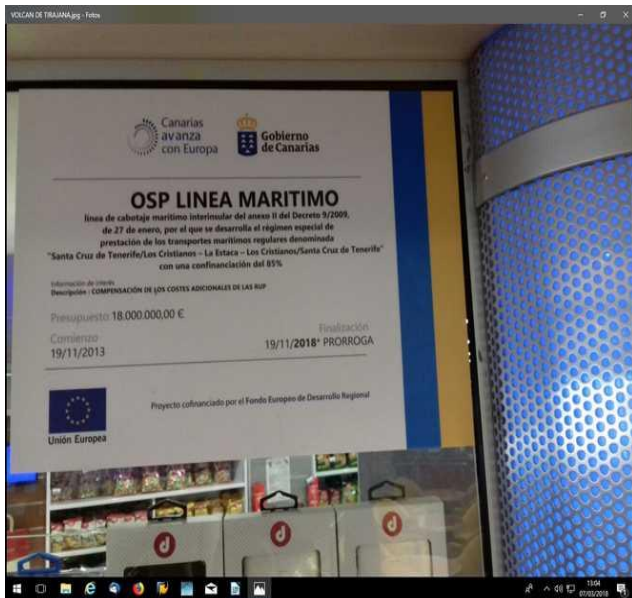 VOLCAN DE TIRAJANA.jpg - Fotos
Canarias
avanza
con Europa
Gobierno
de Canarias
OSP LINEA MARITIMO
línea de cabotaje marítimo interinsular del anexo II del Decreto 9/2009,
de 27 de enero, por el que se desarrolla el régimen especial de
prestación de los transportes marítimos regulares denominada
"Santa Cruz de Tenerife/Los Cristianos – La Estaca – Los Cristianos/Santa Cruz de Tenerife"
con una confinanciación del 85%
Información de interés
Descripción : COMPENSACIÓN DE LOS COSTES ADICIONALES DE LAS RUP
Presupuesto 18.000.000,00 €
Comienzo
19/11/2013
Finalización
19/11/2018* PRORROGA
Unión Europea
Proyecto cofinanciado por el Fondo Europeo de Desarrollo Regional
13:04
07/03/2018